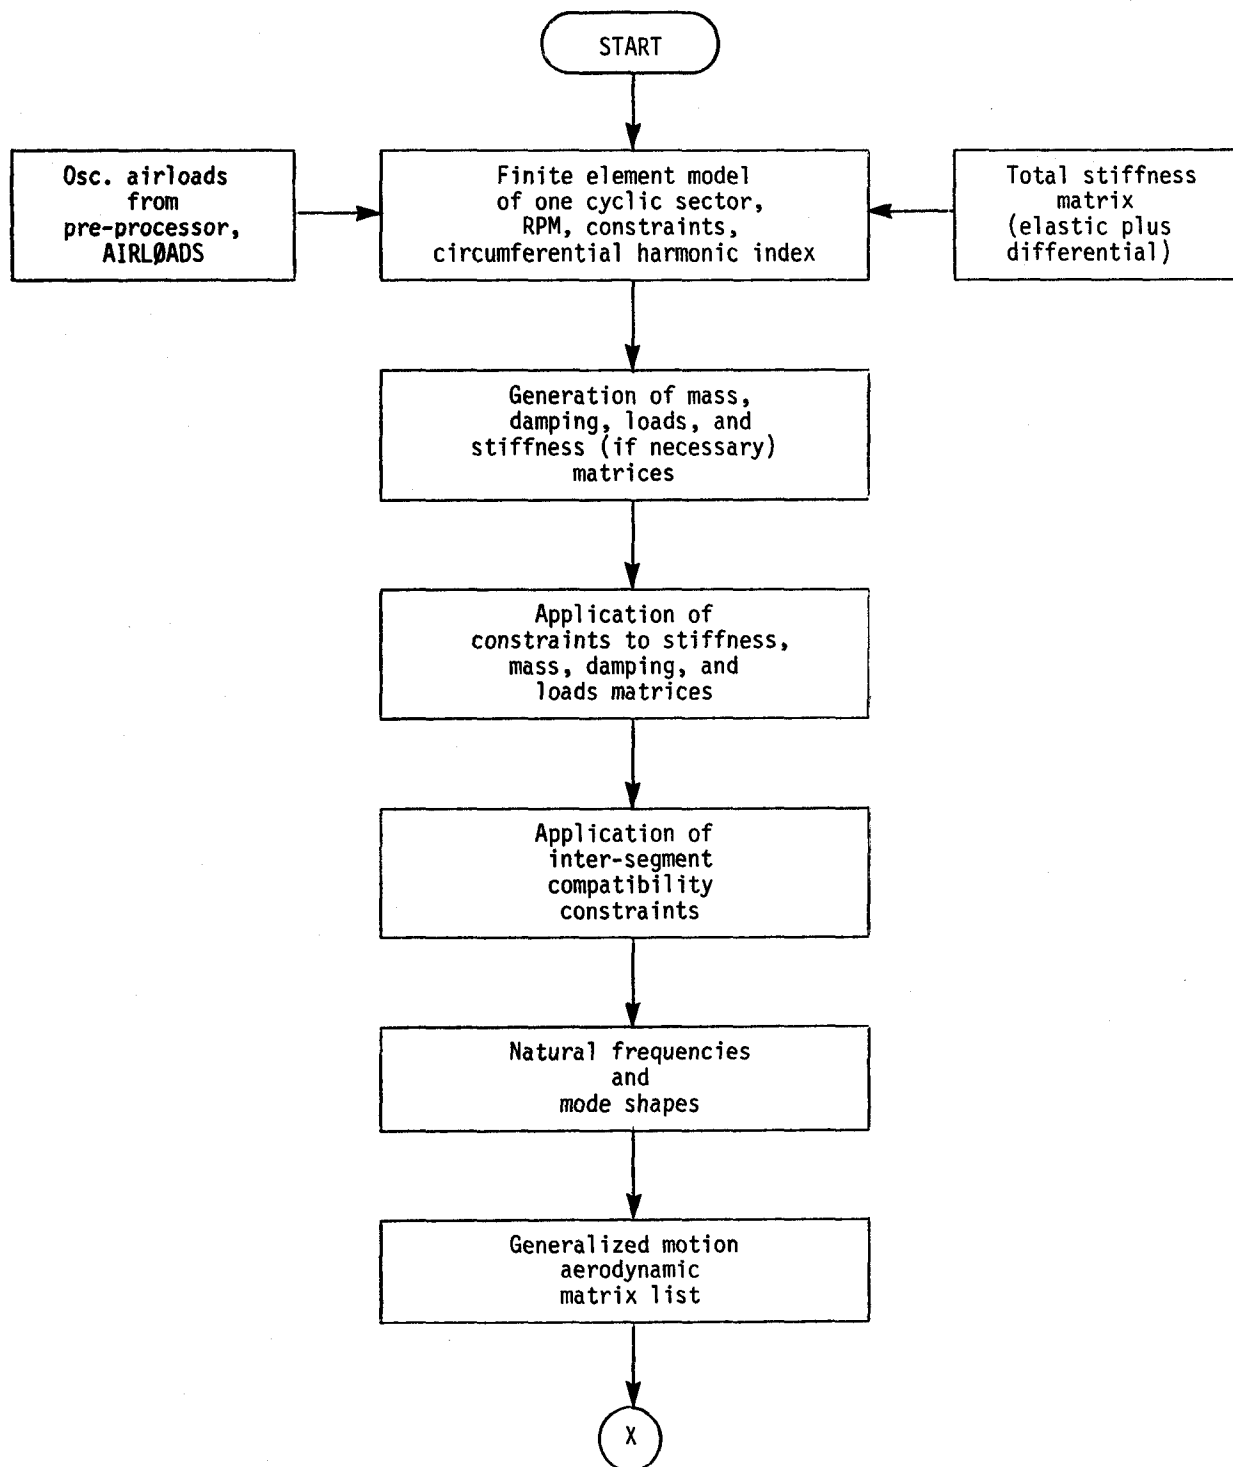 START
Osc. airloads
from
pre-processor,
AIRLØADS
Finite element model
of one cyclic sector,
RPM, constraints,
circumferential harmonic index
Total stiffness
matrix
(elastic plus
differential)
Generation of mass,
damping, loads, and
stiffness (if necessary)
matrices
Application of
constraints to stiffness,
mass, damping, and
loads matrices
Application of
inter-segment
compatibility
constraints
Natural frequencies
and
mode shapes
Generalized motion
aerodynamic
matrix list
X